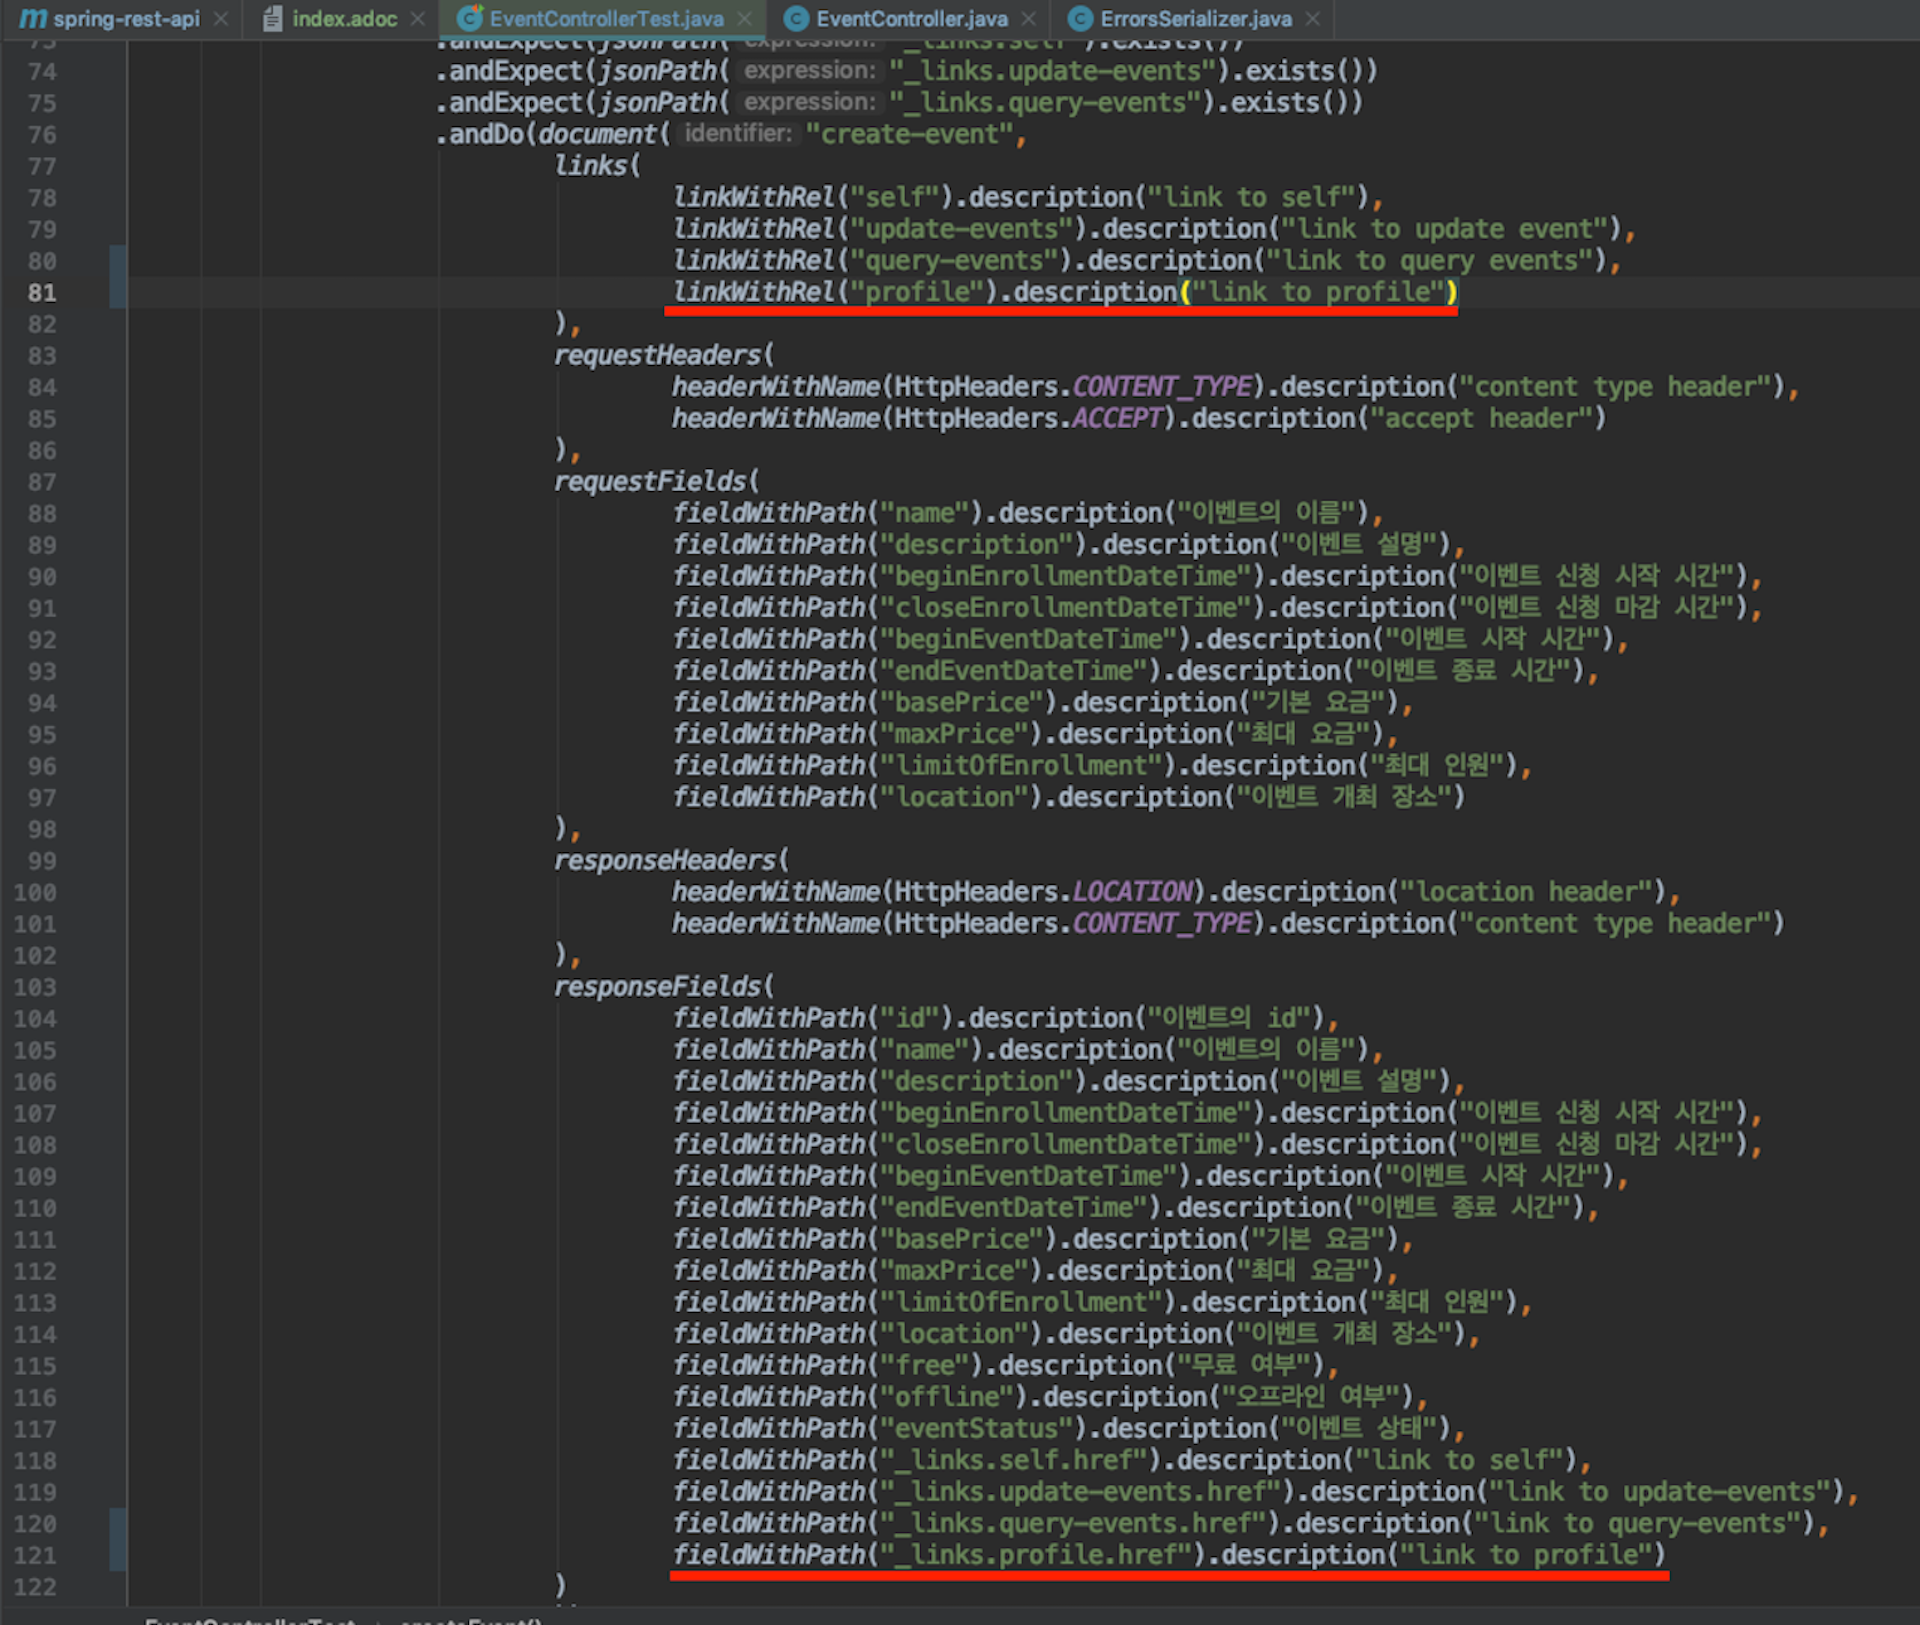 spring-rest-api
index.adoc
EventControllerTest.java
EventController.java
ErrorsSerializer.java
73 .andExpect(jsonPath( expression: "_links.self").exists())
74 .andExpect(jsonPath( expression: "_links.update-events").exists())
75 .andExpect(jsonPath( expression: "_links.query-events").exists())
76 .andDo(document( identifier: "create-event",
77 links(
78 linkWithRel("self").description("link to self"),
79 linkWithRel("update-events").description("link to update event"),
80 linkWithRel("query-events").description("link to query events"),
81 linkWithRel("profile").description("link to profile")
82 ),
83 requestHeaders(
84 headerWithName(HttpHeaders.CONTENT_TYPE).description("content type header"),
85 headerWithName(HttpHeaders.ACCEPT).description("accept header")
86 ),
87 requestFields(
88 fieldWithPath("name").description("이벤트의 이름"),
89 fieldWithPath("description").description("이벤트 설명"),
90 fieldWithPath("beginEnrollmentDateTime").description("이벤트 신청 시작 시간"),
91 fieldWithPath("closeEnrollmentDateTime").description("이벤트 신청 마감 시간"),
92 fieldWithPath("beginEventDateTime").description("이벤트 시작 시간"),
93 fieldWithPath("endEventDateTime").description("이벤트 종료 시간"),
94 fieldWithPath("basePrice").description("기본 요금"),
95 fieldWithPath("maxPrice").description("최대 요금"),
96 fieldWithPath("limitOfEnrollment").description("최대 인원"),
97 fieldWithPath("location").description("이벤트 개최 장소")
98 ),
99 responseHeaders(
100 headerWithName(HttpHeaders.LOCATION).description("location header"),
101 headerWithName(HttpHeaders.CONTENT_TYPE).description("content type header")
102 ),
103 responseFields(
104 fieldWithPath("id").description("이벤트의 id"),
105 fieldWithPath("name").description("이벤트의 이름"),
106 fieldWithPath("description").description("이벤트 설명"),
107 fieldWithPath("beginEnrollmentDateTime").description("이벤트 신청 시작 시간"),
108 fieldWithPath("closeEnrollmentDateTime").description("이벤트 신청 마감 시간"),
109 fieldWithPath("beginEventDateTime").description("이벤트 시작 시간"),
110 fieldWithPath("endEventDateTime").description("이벤트 종료 시간"),
111 fieldWithPath("basePrice").description("기본 요금"),
112 fieldWithPath("maxPrice").description("최대 요금"),
113 fieldWithPath("limitOfEnrollment").description("최대 인원"),
114 fieldWithPath("location").description("이벤트 개최 장소"),
115 fieldWithPath("free").description("무료 여부"),
116 fieldWithPath("offline").description("오프라인 여부"),
117 fieldWithPath("eventStatus").description("이벤트 상태"),
118 fieldWithPath("_links.self.href").description("link to self"),
119 fieldWithPath("_links.update-events.href").description("link to update-events"),
120 fieldWithPath("_links.query-events.href").description("link to query-events"),
121 fieldWithPath("_links.profile.href").description("link to profile")
122 )
EventControllerTest › createEvent()